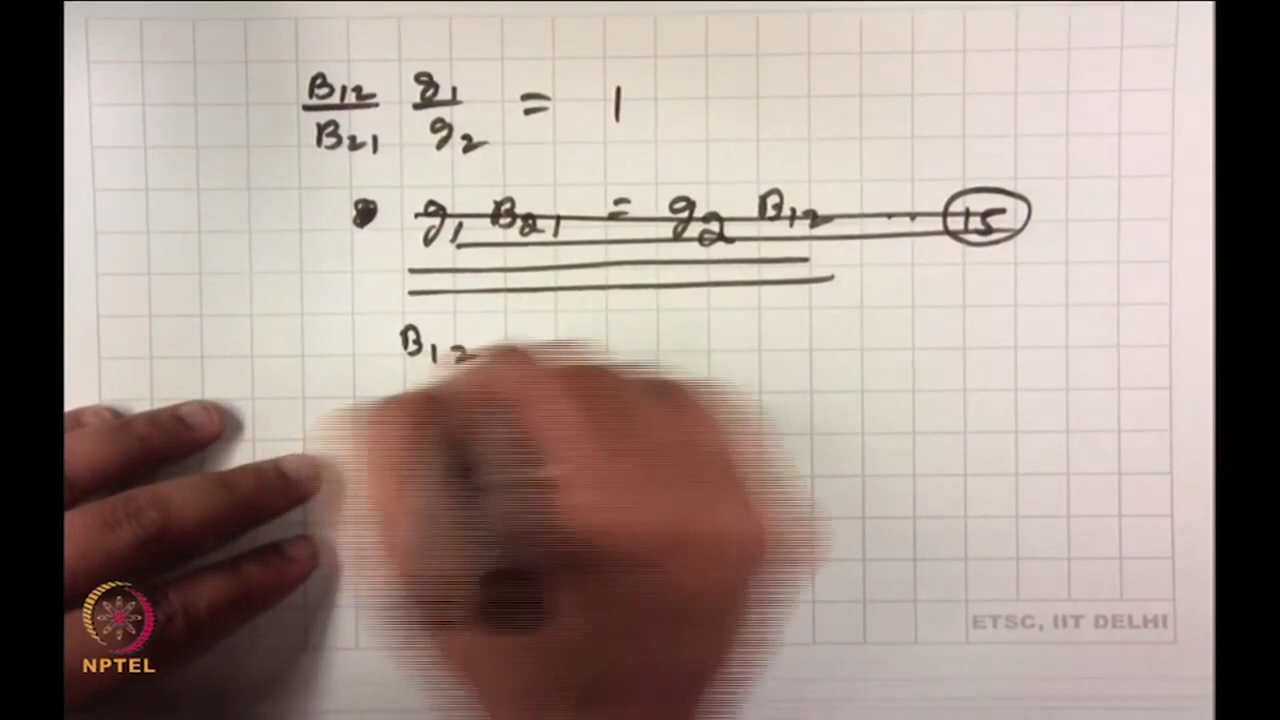 B12 g1 = 1
B21 g2
g1 B21 = g2 B12 .. 15
B12
ETSC, IIT DELHI
NPTEL